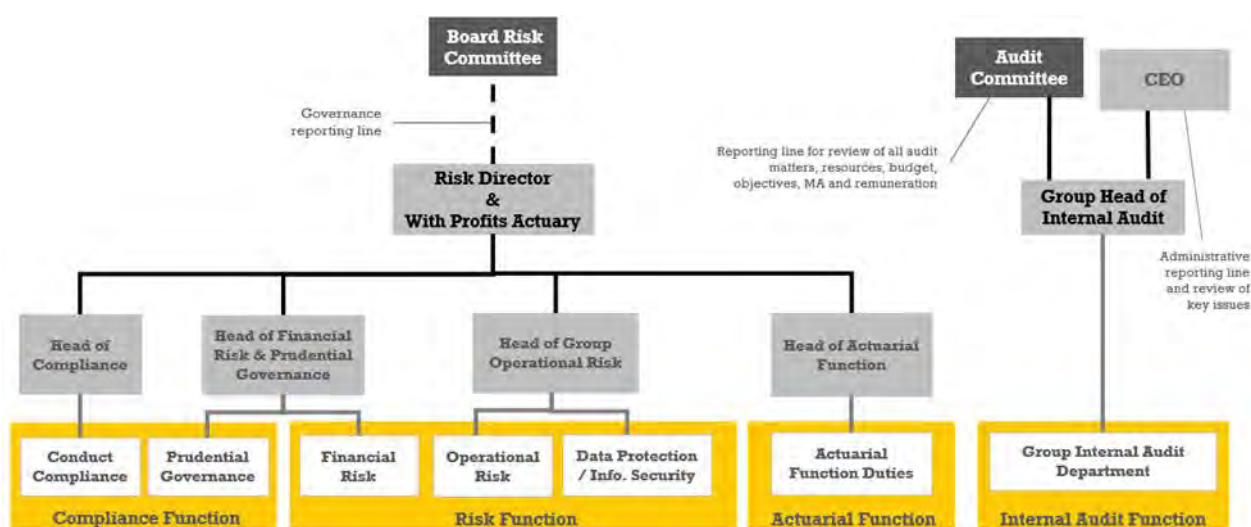 Board Risk
Committee
Governance
reporting line
Risk Director
&
With Profits Actuary
Audit
Committee
CEO
Reporting line for review of all audit
matters, resources, budget,
objectives, MA and remuneration
Group Head of
Internal Audit
Administrative
reporting line
and review of
key issues
Head of
Compliance
Head of Financial
Risk & Prudential
Governance
Head of Group
Operational Risk
Head of Actuarial
Function
Conduct
Compliance
Prudential
Governance
Financial
Risk
Operational
Risk
Data Protection
/ Info. Security
Actuarial
Function Duties
Group Internal Audit
Department
Compliance Function
Risk Function
Actuarial Function
Internal Audit Function